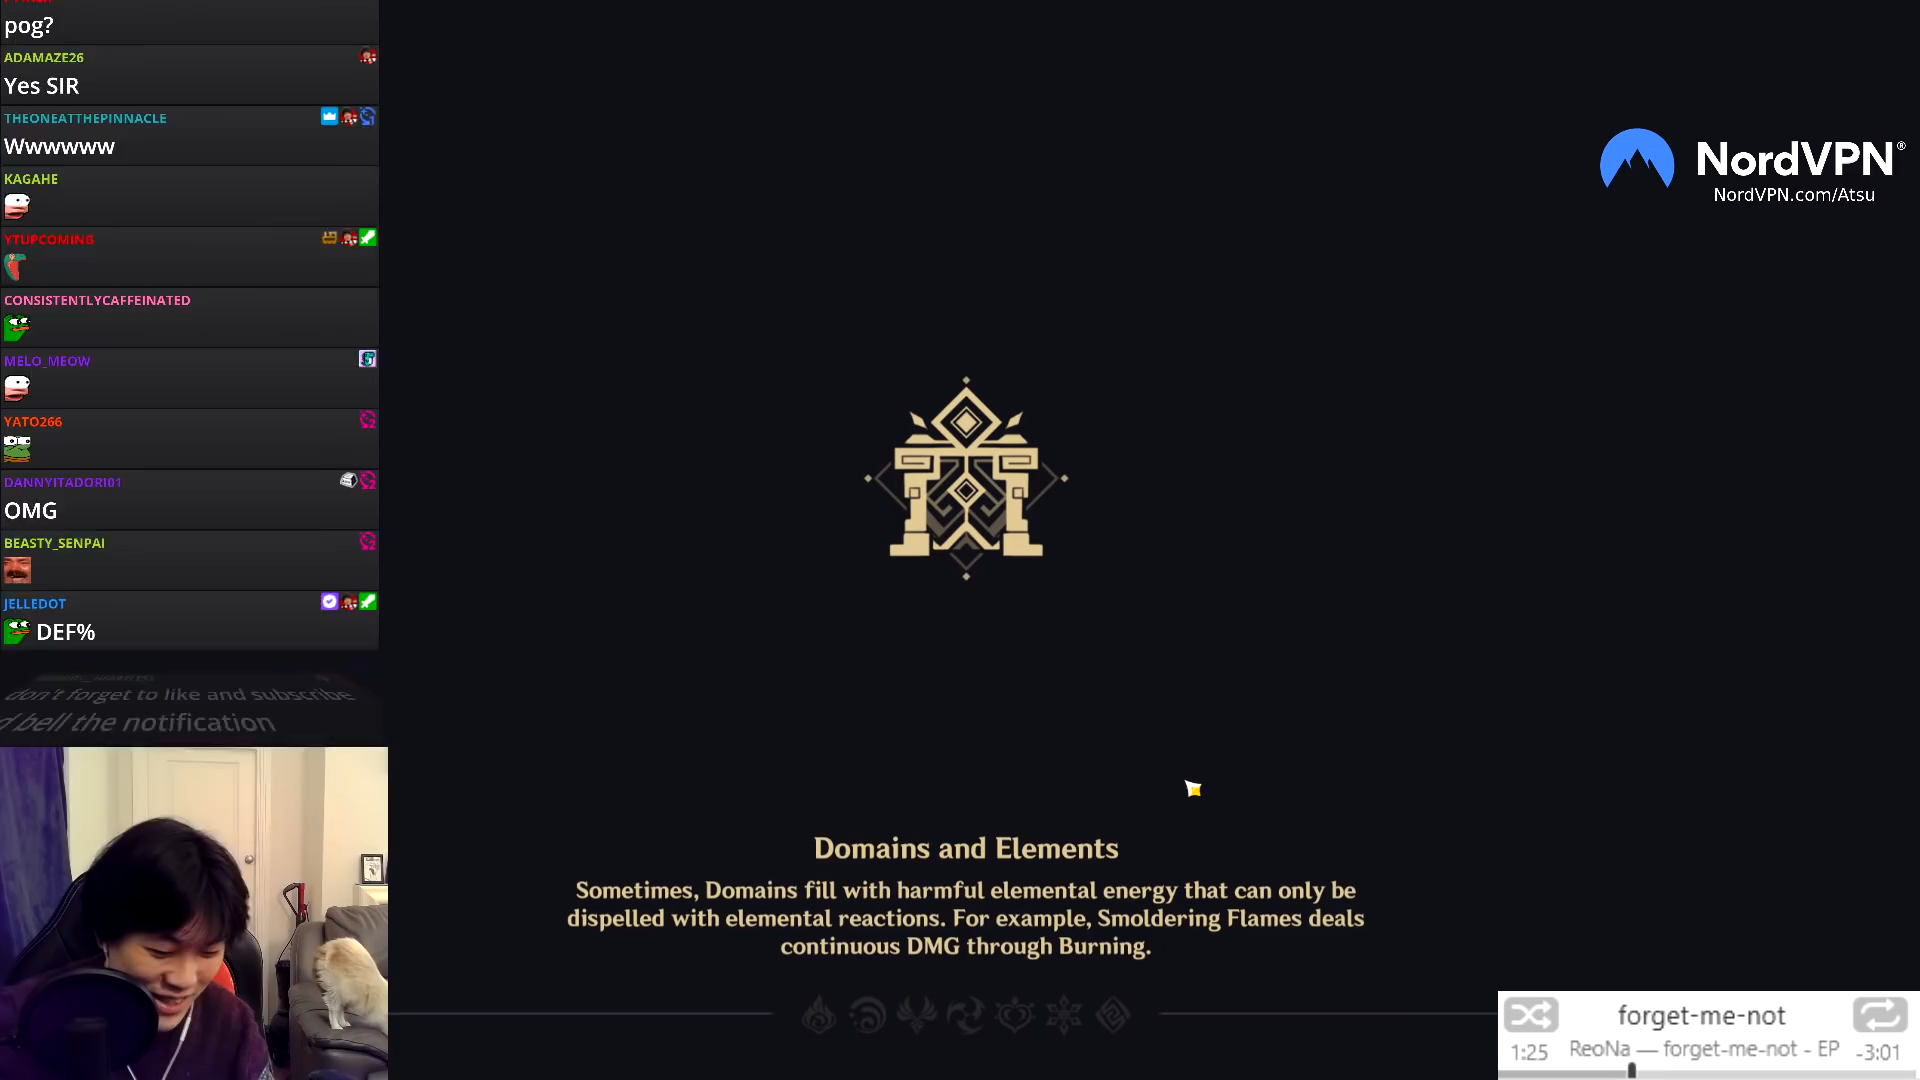 pog?
ADAMAZE26
Yes SIR
THEONEATTHEPINNACLE
Wwwwww
KAGAHE
YTUPCOMING
CONSISTENTLYCAFFEINATED
MELO_MEOW
YATO266
DANNYITADORI01
OMG
BEASTY_SENPAI
JELLEDOT
DEF%
don't forget to like and subscribe
d bell the notification
NordVPN®
NordVPN.com/Atsu
Domains and Elements
Sometimes, Domains fill with harmful elemental energy that can only be
dispelled with elemental reactions. For example, Smoldering Flames deals
continuous DMG through Burning.
forget-me-not
1:25 ReoNa — forget-me-not - EP -3:01